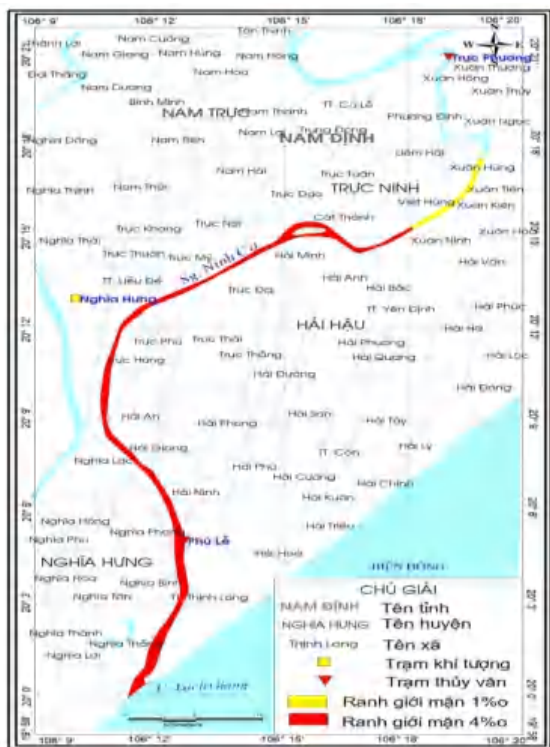 106° 9' 106° 12' 106° 15' 106° 18' 106° 20'
Tân Thịnh
Nam Cường
Thành Lợi
Nam Giang Nam Hùng Nam Hồng
Trực Phương
Xuân Thượng
Đại Thắng
Nam Hoa
Xuân Hồng
Nam Dương
Xuân Thủy
Bình Minh
NAM TRỰC
Nam Thanh
TT. Cổ Lễ
Phương Định
Xuân Ngọc
Trung Đông
NAM ĐỊNH
Nghĩa Đồng
Nam Tiến
Nam Lợi
Liêm Hải
Nam Hải
Trực Tuấn
Xuân Hùng
TRỰC NINH
Nghĩa Thịnh
Nam Thái
Trực Đạo
Xuân Tiến
Việt Hùng
Xuân Kiên
Cát Thành
Trực Khang
Trực Nội
Nghĩa Thái
Xuân Ninh
Trực Thuận
Trực Mỹ
Sg. Ninh Cơ
Hải Minh
Hải Vân
TT. Liễu Đề
Hải Anh
Hải Bắc
Trực Đại
Nghĩa Hưng
TT. Yên Định
Hải Phúc
HẢI HẬU
Hải Hà
Trực Phú
Trực Thái
Hải Phương
Trực Hùng
Trực Thắng
Hải Quang
Hải Lộc
Hải Đường
Hải Đông
Hải An
Hải Phong
Hải Sơn
Hải Tây
Hải Giang
TT. Cồn
Hải Lý
Nghĩa Lạc
Hải Phú
Hải Cường
Hải Chính
Hải Ninh
Hải Xuân
Nghĩa Hồng
Nghĩa Phong
Hải Triều
Nghĩa Phú
Phú Lễ
Hải Hoà
NGHĨA HƯNG
BIỂN ĐÔNG
Nghĩa Hoà
Nghĩa Bình
Nghĩa Tân
TT. Thịnh Long
Nghĩa Thành
Nghĩa Thắng
Nghĩa Lợi
CHÚ GIẢI
NAM ĐỊNH Tên tỉnh
NGHĨA HƯNG Tên huyện
Thịnh Long Tên xã
Trạm khí tượng
Trạm thủy văn
Ranh giới mặn 1%o
Ranh giới mặn 4%o
106° 9' 106° 12' 106° 15' 106° 18' 106° 20'